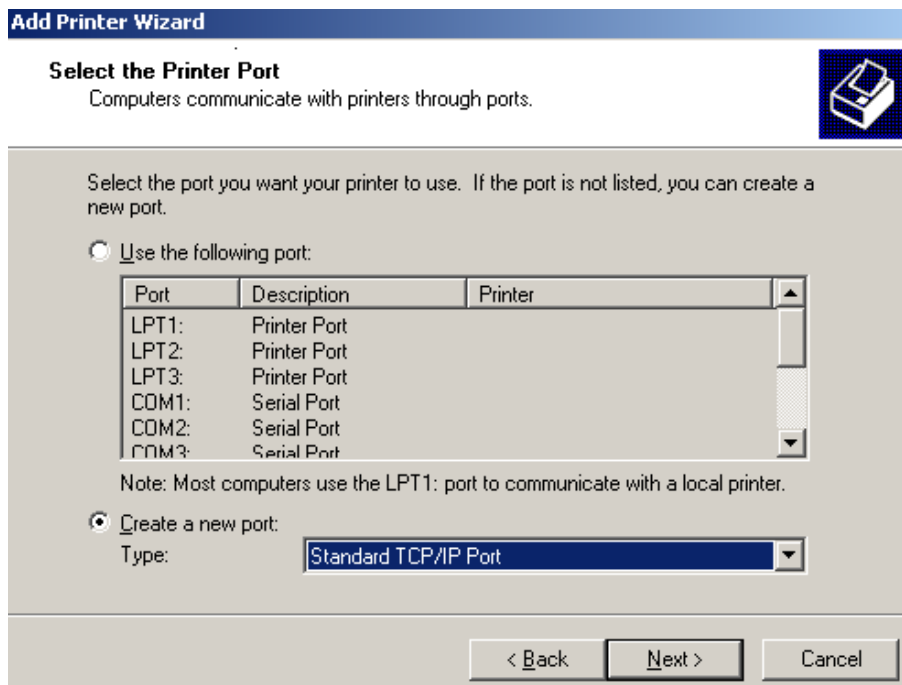 Add Printer Wizard
Select the Printer Port
Computers communicate with printers through ports.
Select the port you want your printer to use. If the port is not listed, you can create a
new port.
Use the following port:
Port Description Printer
LPT1: Printer Port
LPT2: Printer Port
LPT3: Printer Port
COM1: Serial Port
COM2: Serial Port
COM3: Serial Port
Note: Most computers use the LPT1: port to communicate with a local printer.
Create a new port:
Type: Standard TCP/IP Port
< Back Next > Cancel